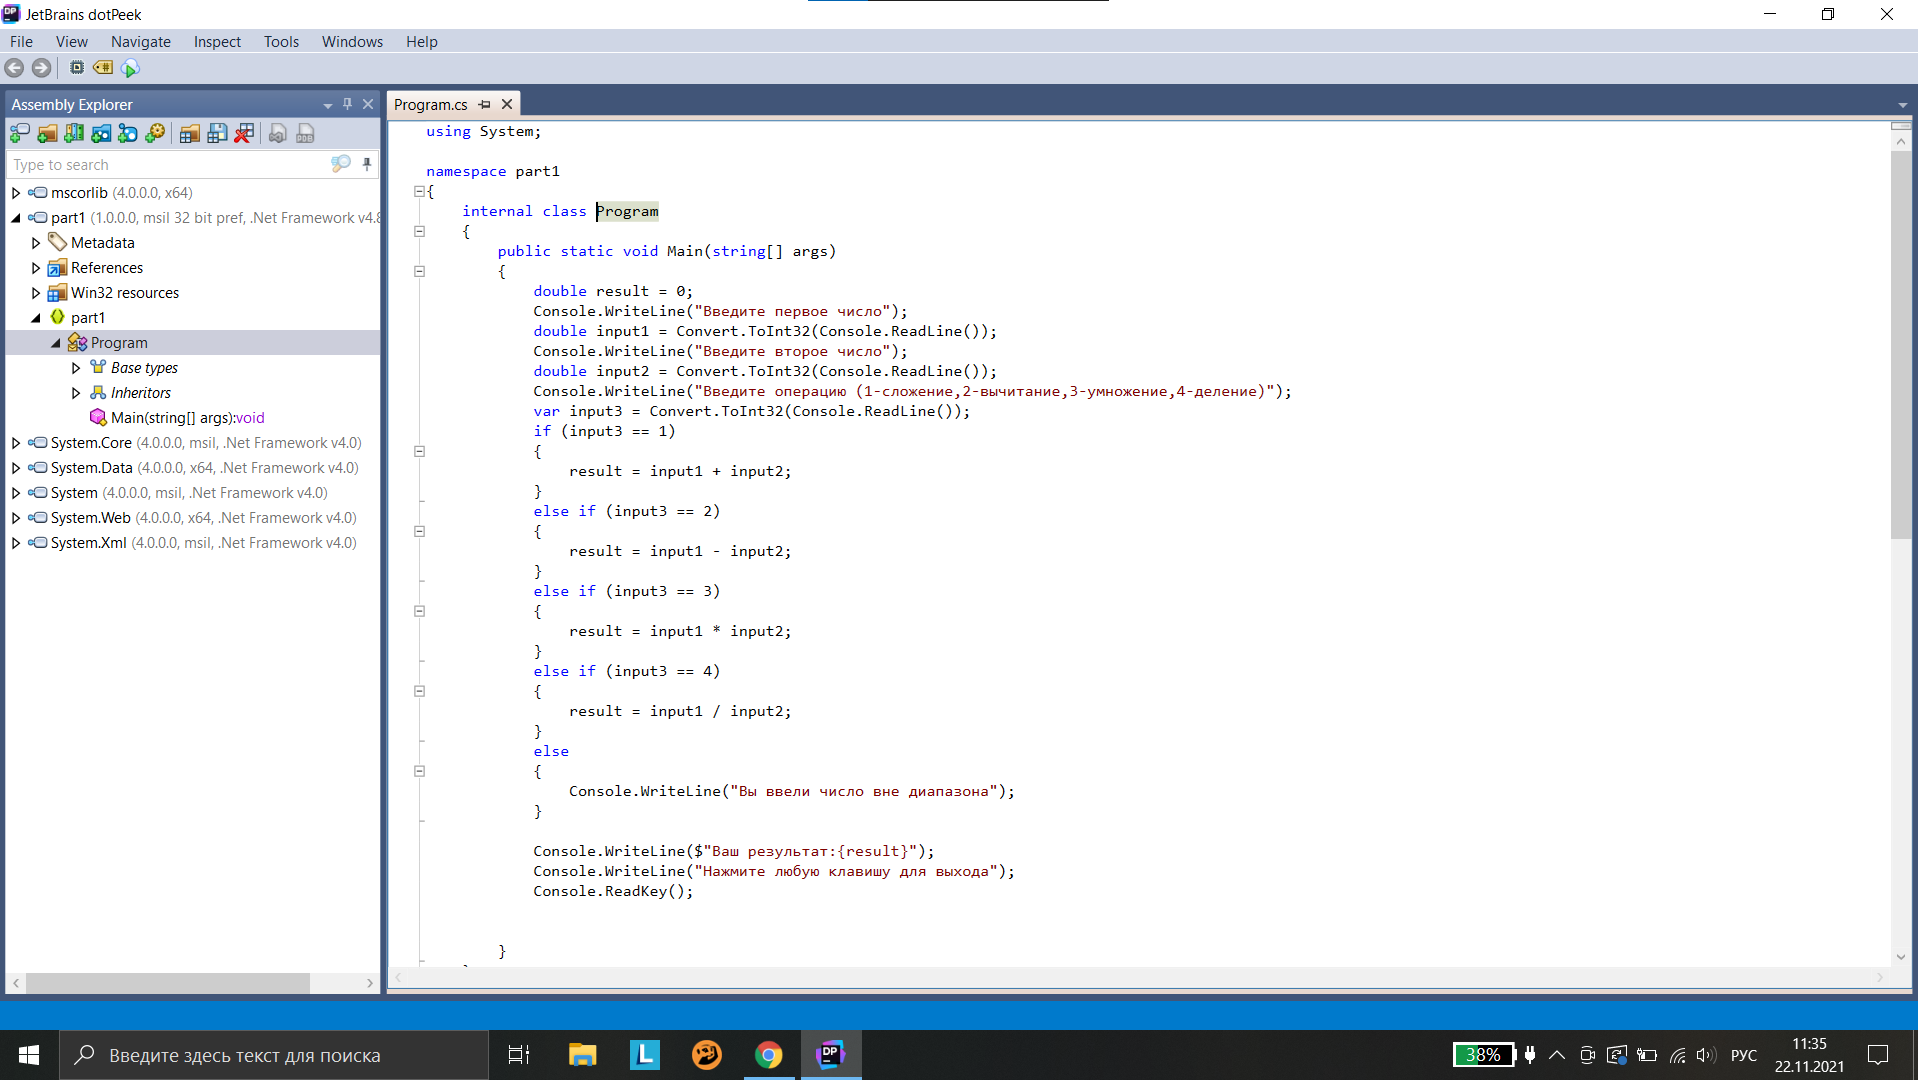 JetBrains dotPeek
File View Navigate Inspect Tools Windows Help
Assembly Explorer
Type to search
mscorlib (4.0.0.0, x64)
part1 (1.0.0.0, msil 32 bit pref, .Net Framework v4.8
Metadata
References
Win32 resources
part1
Program
Base types
Inheritors
Main(string[] args):void
System.Core (4.0.0.0, msil, .Net Framework v4.0)
System.Data (4.0.0.0, x64, .Net Framework v4.0)
System (4.0.0.0, msil, .Net Framework v4.0)
System.Web (4.0.0.0, x64, .Net Framework v4.0)
System.Xml (4.0.0.0, msil, .Net Framework v4.0)
Program.cs
using System;
namespace part1
{
internal class Program
{
public static void Main(string[] args)
{
double result = 0;
Console.WriteLine("Введите первое число");
double input1 = Convert.ToInt32(Console.ReadLine());
Console.WriteLine("Введите второе число");
double input2 = Convert.ToInt32(Console.ReadLine());
Console.WriteLine("Введите операцию (1-сложение,2-вычитание,3-умножение,4-деление)");
var input3 = Convert.ToInt32(Console.ReadLine());
if (input3 == 1)
{
result = input1 + input2;
}
else if (input3 == 2)
{
result = input1 - input2;
}
else if (input3 == 3)
{
result = input1 * input2;
}
else if (input3 == 4)
{
result = input1 / input2;
}
else
{
Console.WriteLine("Вы ввели число вне диапазона");
}
Console.WriteLine($"Ваш результат:{result}");
Console.WriteLine("Нажмите любую клавишу для выхода");
Console.ReadKey();
}
Введите здесь текст для поиска
L
DP
38%
РУС
11:35
22.11.2021